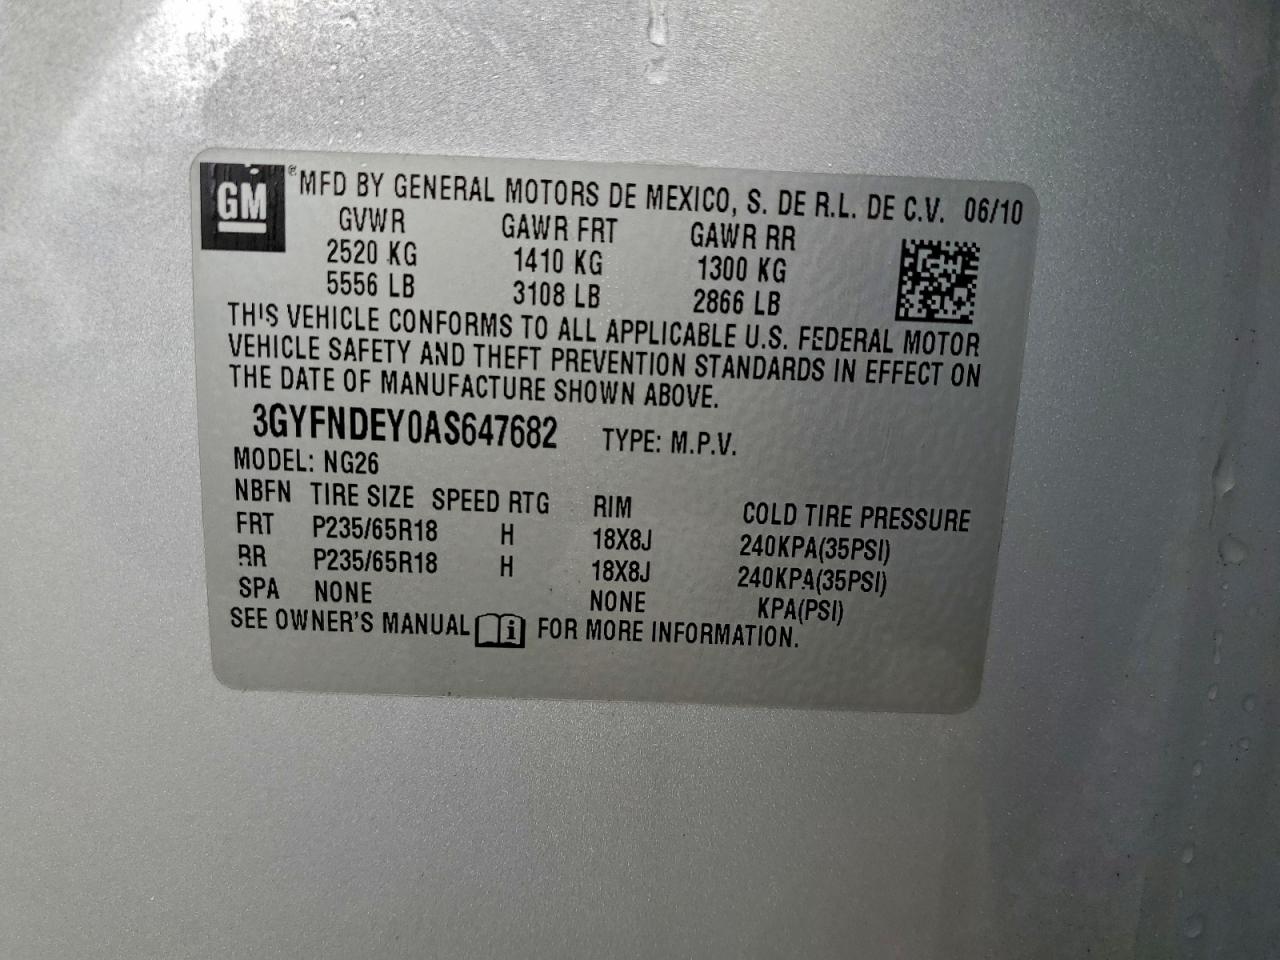 GM ® MFD BY GENERAL MOTORS DE MEXICO, S. DE R.L. DE C.V. 06/10
GVWR GAWR FRT GAWR RR
2520 KG 1410 KG 1300 KG
5556 LB 3108 LB 2866 LB
THIS VEHICLE CONFORMS TO ALL APPLICABLE U.S. FEDERAL MOTOR
VEHICLE SAFETY AND THEFT PREVENTION STANDARDS IN EFFECT ON
THE DATE OF MANUFACTURE SHOWN ABOVE.
3GYFNDEY0AS647682 TYPE: M.P.V.
MODEL: NG26
NBFN TIRE SIZE SPEED RTG RIM COLD TIRE PRESSURE
FRT P235/65R18 H 18X8J 240KPA(35PSI)
RR P235/65R18 H 18X8J 240KPA(35PSI)
SPA NONE NONE KPA(PSI)
SEE OWNER'S MANUAL i FOR MORE INFORMATION.